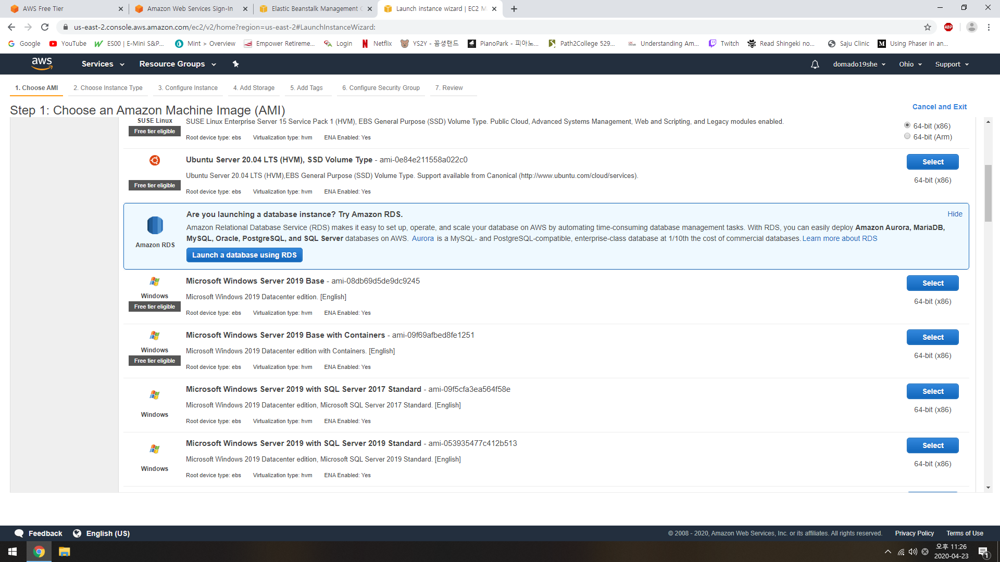 AWS Free Tier
Amazon Web Services Sign-In
Elastic Beanstalk Management C
Launch instance wizard | EC2 M
us-east-2.console.aws.amazon.com/ec2/v2/home?region=us-east-2#LaunchInstanceWizard:
ABP
Google YouTube ES00 | E-Mini S&P... Mint > Overview Empower Retireme... Login Netflix YS2Y - 꼼셩랜드 PianoPark - 피아노... Path2College 529... Understanding Am... Twitch Read Shingeki no... Saju Clinic Using Phaser in an...
aws Services Resource Groups domado19she Ohio Support
1. Choose AMI 2. Choose Instance Type 3. Configure Instance 4. Add Storage 5. Add Tags 6. Configure Security Group 7. Review
Step 1: Choose an Amazon Machine Image (AMI)
Cancel and Exit
SUSE Linux
Free tier eligible
SUSE Linux Enterprise Server 15 Service Pack 1 (HVM), EBS General Purpose (SSD) Volume Type. Public Cloud, Advanced Systems Management, Web and Scripting, and Legacy modules enabled.
Root device type: ebs Virtualization type: hvm ENA Enabled: Yes
64-bit (x86)
64-bit (Arm)
Ubuntu Server 20.04 LTS (HVM), SSD Volume Type - ami-0e84e211558a022c0
Free tier eligible
Ubuntu Server 20.04 LTS (HVM),EBS General Purpose (SSD) Volume Type. Support available from Canonical (http://www.ubuntu.com/cloud/services).
Root device type: ebs Virtualization type: hvm ENA Enabled: Yes
Select
64-bit (x86)
Amazon RDS
Are you launching a database instance? Try Amazon RDS.
Hide
Amazon Relational Database Service (RDS) makes it easy to set up, operate, and scale your database on AWS by automating time-consuming database management tasks. With RDS, you can easily deploy Amazon Aurora, MariaDB,
MySQL, Oracle, PostgreSQL, and SQL Server databases on AWS. Aurora is a MySQL- and PostgreSQL-compatible, enterprise-class database at 1/10th the cost of commercial databases. Learn more about RDS
Launch a database using RDS
Windows
Free tier eligible
Microsoft Windows Server 2019 Base - ami-08db69d5de9dc9245
Microsoft Windows 2019 Datacenter edition. [English]
Root device type: ebs Virtualization type: hvm ENA Enabled: Yes
Select
64-bit (x86)
Windows
Free tier eligible
Microsoft Windows Server 2019 Base with Containers - ami-09f69afbed8fe1251
Microsoft Windows 2019 Datacenter edition with Containers. [English]
Root device type: ebs Virtualization type: hvm ENA Enabled: Yes
Select
64-bit (x86)
Windows
Microsoft Windows Server 2019 with SQL Server 2017 Standard - ami-09f5cfa3ea564f58e
Microsoft Windows 2019 Datacenter edition, Microsoft SQL Server 2017 Standard. [English]
Root device type: ebs Virtualization type: hvm ENA Enabled: Yes
Select
64-bit (x86)
Windows
Microsoft Windows Server 2019 with SQL Server 2019 Standard - ami-053935477c412b513
Microsoft Windows 2019 Datacenter edition, Microsoft SQL Server 2019 Standard. [English]
Root device type: ebs Virtualization type: hvm ENA Enabled: Yes
Select
64-bit (x86)
Feedback English (US) © 2008 - 2020, Amazon Web Services, Inc. or its affiliates. All rights reserved. Privacy Policy Terms of Use
오후 11:26
2020-04-23
1